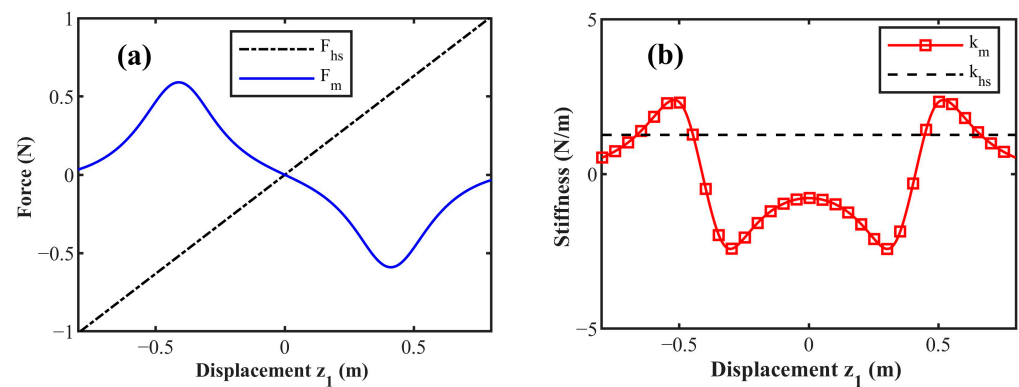 (a)
F_hs
F_m
1
0.5
0
−0.5
−1
−0.5
0
0.5
Force (N)
Displacement z_1 (m)
(b)
k_m
k_hs
5
0
−5
−0.5
0
0.5
Stiffness (N/m)
Displacement z_1 (m)